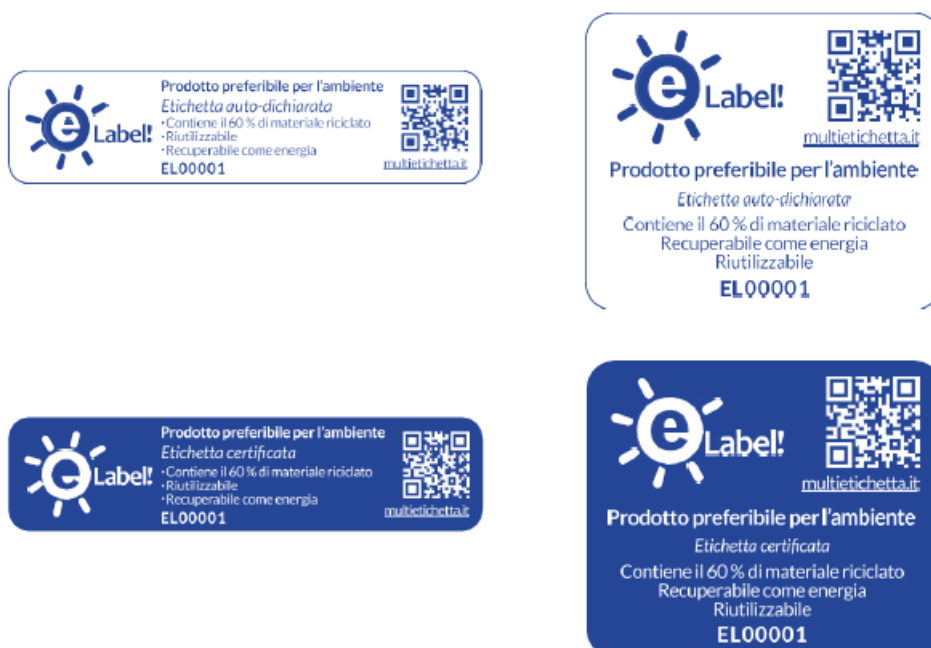 e Label!
Prodotto preferibile per l'ambiente
Etichetta auto-dichiarata
•Contiene il 60 % di materiale riciclato
•Riutilizzabile
•Recuperabile come energia
EL00001
multietichetta.it
e Label!
multietichetta.it
Prodotto preferibile per l'ambiente
Etichetta auto-dichiarata
Contiene il 60 % di materiale riciclato
Recuperabile come energia
Riutilizzabile
EL00001
e Label!
Prodotto preferibile per l'ambiente
Etichetta certificata
•Contiene il 60 % di materiale riciclato
•Riutilizzabile
•Recuperabile come energia
EL00001
multietichetta.it
e Label!
multietichetta.it
Prodotto preferibile per l'ambiente
Etichetta certificata
Contiene il 60 % di materiale riciclato
Recuperabile come energia
Riutilizzabile
EL00001